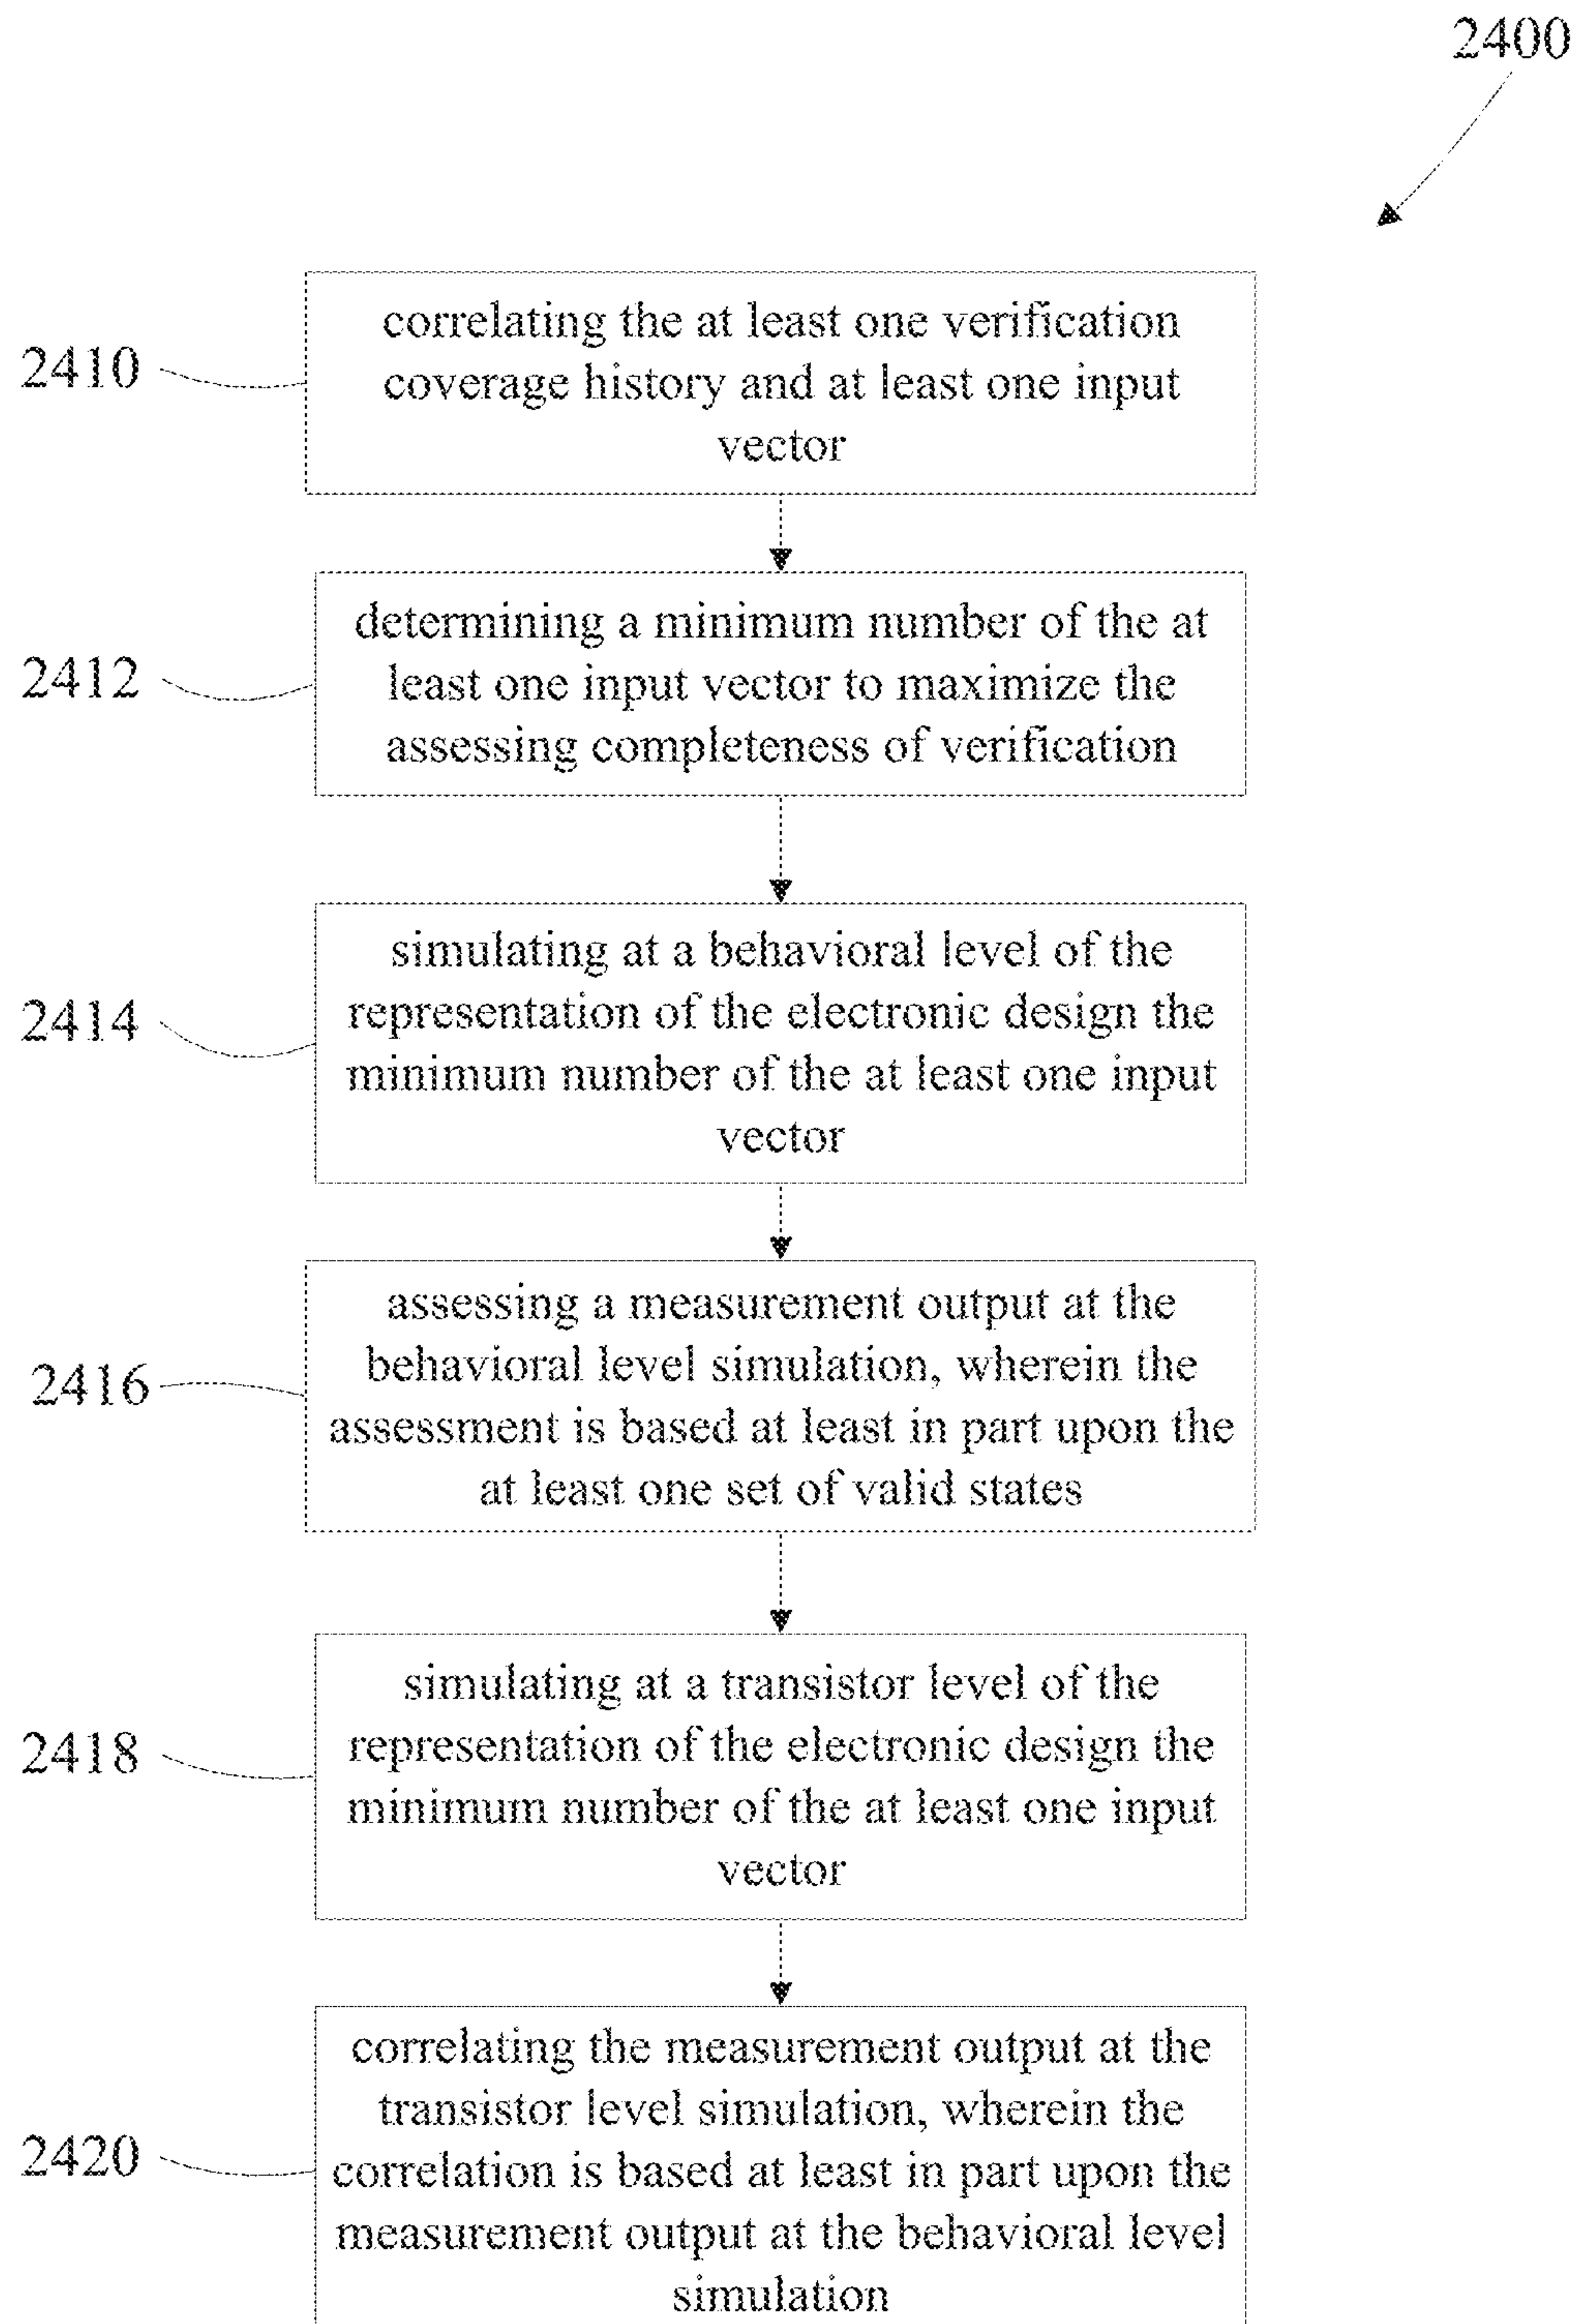 2400
2410
correlating the at least one verification
coverage history and at least one input
vector
2412
determining a minimum number of the at
least one input vector to maximize the
assessing completeness of verification
2414
simulating at a behavioral level of the
representation of the electronic design the
minimum number of the at least one input
vector
2416
assessing a measurement output at the
behavioral level simulation, wherein the
assessment is based at least in part upon the
at least one set of valid states
2418
simulating at a transistor level of the
representation of the electronic design the
minimum number of the at least one input
vector
2420
correlating the measurement output at the
transistor level simulation, wherein the
correlation is based at least in part upon the
measurement output at the behavioral level
simulation